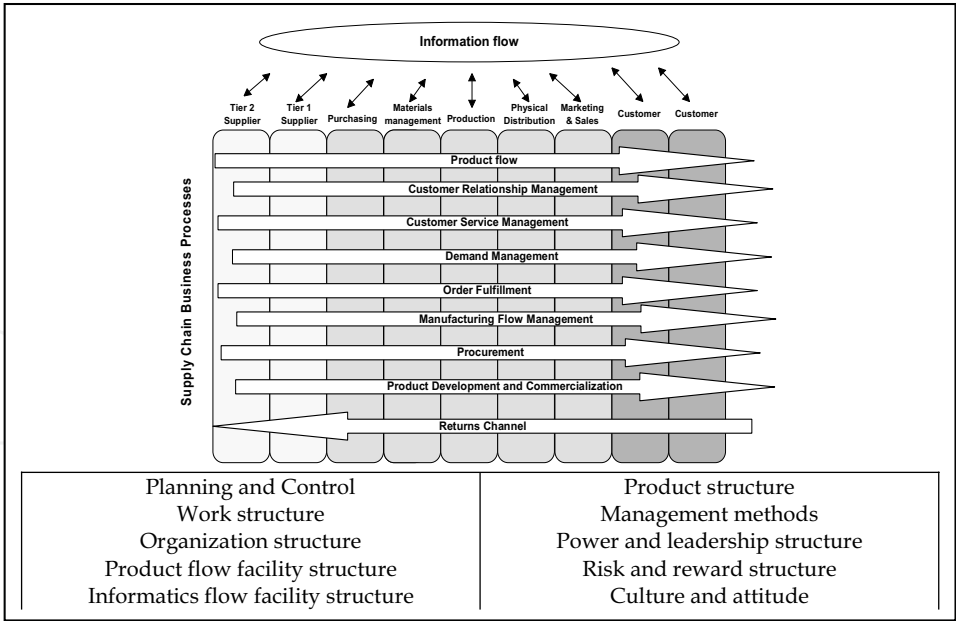 Information flow
Tier 2
Supplier
Tier 1
Supplier
Purchasing
Materials
management
Production
Physical
Distribution
Marketing
& Sales
Customer
Customer
Supply Chain Business Processes
Product flow
Customer Relationship Management
Customer Service Management
Demand Management
Order Fulfillment
Manufacturing Flow Management
Procurement
Product Development and Commercialization
Returns Channel
Planning and Control
Work structure
Organization structure
Product flow facility structure
Informatics flow facility structure
Product structure
Management methods
Power and leadership structure
Risk and reward structure
Culture and attitude